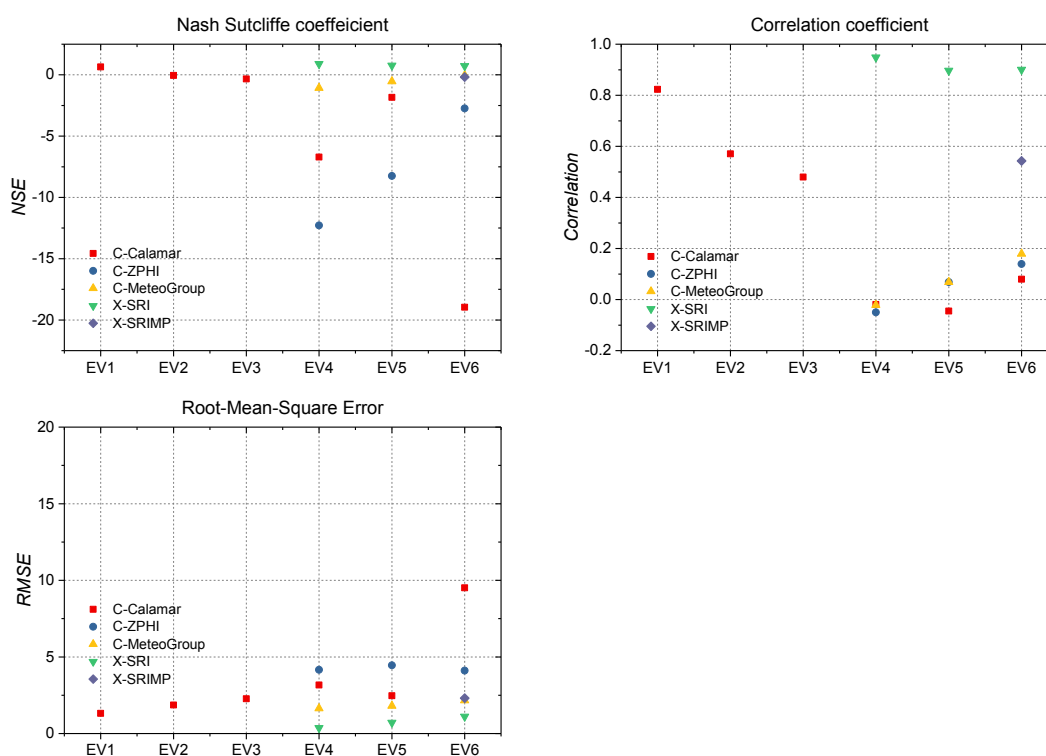 Nash Sutcliffe coeffeicient
0
-5
-10
-15
-20
NSE
C-Calamar
C-ZPHI
C-MeteoGroup
X-SRI
X-SRIMP
EV1 EV2 EV3 EV4 EV5 EV6
Correlation coefficient
1.0
0.8
0.6
0.4
0.2
0.0
-0.2
Correlation
C-Calamar
C-ZPHI
C-MeteoGroup
X-SRI
X-SRIMP
EV1 EV2 EV3 EV4 EV5 EV6
Root-Mean-Square Error
20
15
10
5
0
RMSE
C-Calamar
C-ZPHI
C-MeteoGroup
X-SRI
X-SRIMP
EV1 EV2 EV3 EV4 EV5 EV6